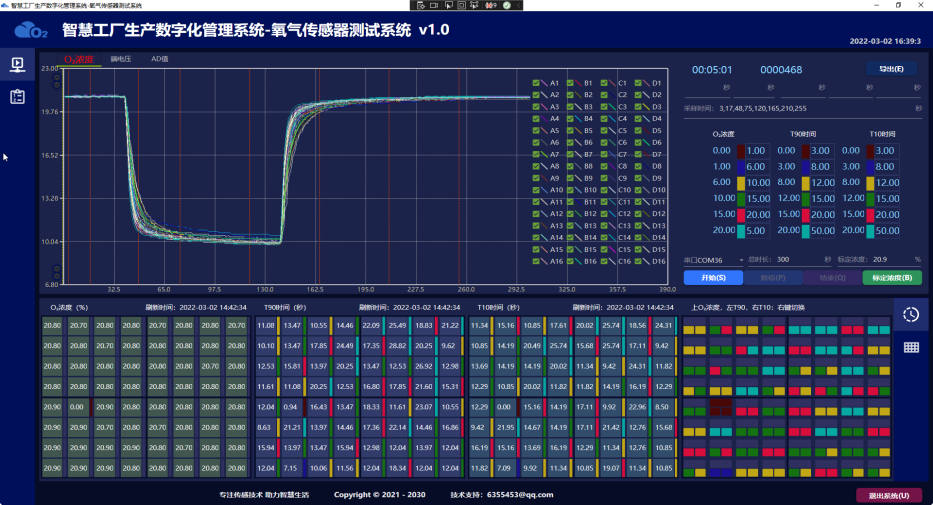 智慧工厂生产数字化管理系统-氧气传感器测试系统
O₂ 智慧工厂生产数字化管理系统-氧气传感器测试系统 v1.0
2022-03-02 16:39:3
O₂浓度 隔电压 AD值
00:05:01 0000468 导出(E)
秒 秒 秒 秒 秒
采样时间: 3,17,48,75,120,165,210,255 秒
23.00
19.76
16.52
13.28
10.04
6.80
32.5 65.0 97.5 130.0 162.5 195.0 227.5 260.0 292.5 325.0 357.5 390.0
A1 B1 C1 D1
A2 B2 C2 D2
A3 B3 C3 D3
A4 B4 C4 D4
A5 B5 C5 D5
A6 B6 C6 D6
A7 B7 C7 D7
A8 B8 C8 D8
A9 B9 C9 D9
A10 B10 C10 D10
A11 B11 C11 D11
A12 B12 C12 D12
A13 B13 C13 D13
A14 B14 C14 D14
A15 B15 C15 D15
A16 B16 C16 D16
O₂浓度 T90时间 T10时间
0.00 1.00 0.00 3.00 0.00 3.00
1.00 6.00 3.00 8.00 3.00 8.00
6.00 10.00 8.00 12.00 8.00 12.00
10.00 15.00 12.00 15.00 12.00 15.00
15.00 20.00 15.00 20.00 15.00 20.00
20.00 5.00 20.00 50.00 20.00 50.00
串口COM36 总时长: 300 秒 标定浓度: 20.9 %
开始(S) 结束(Q) 标定浓度(B)
O₂浓度 (%) 刷新时间: 2022-03-02 14:42:34 T90时间 (秒) 刷新时间: 2022-03-02 14:42:34 T10时间 (秒) 刷新时间: 2022-03-02 14:42:34 上O₂浓度, 左T90、右T10: 右键切换
20.80 20.70 20.80 20.80 20.70 20.80 20.80 20.70 11.08 13.47 10.55 14.46 22.09 25.49 18.83 21.22 11.34 15.16 10.85 17.61 20.02 25.74 18.56 24.31
20.80 20.80 20.80 20.80 20.80 20.80 20.80 20.80 10.10 13.47 17.85 24.49 17.35 28.82 20.25 9.62 10.85 14.19 20.49 25.74 15.68 25.74 17.11 9.42
20.80 20.80 20.80 20.80 20.80 20.80 20.80 20.80 12.53 15.81 13.97 20.25 13.47 12.53 26.92 12.98 13.69 14.19 14.19 20.02 11.34 9.42 24.31 11.82
20.80 20.80 20.80 20.80 20.80 20.80 20.80 20.80 11.61 11.08 20.25 12.53 16.80 17.85 21.60 15.31 12.29 10.85 20.02 11.82 11.82 14.19 16.19 12.29
20.90 0.00 20.90 20.80 20.80 20.80 20.80 20.80 12.04 0.94 16.43 13.47 18.33 11.61 23.07 10.55 12.29 0.00 15.16 14.19 17.11 9.92 22.96 8.50
20.90 20.90 20.90 20.80 20.80 20.80 20.80 20.80 8.63 21.21 13.97 14.46 17.36 22.14 14.46 16.86 9.42 21.95 14.67 14.19 17.11 21.42 12.76 15.68
20.90 20.90 20.90 20.90 20.80 20.80 20.80 20.80 15.94 13.97 13.47 15.94 12.98 12.04 13.97 12.04 16.19 15.16 13.69 16.19 12.29 11.34 12.76 10.85
20.90 20.90 20.90 20.90 20.80 20.80 20.80 20.80 12.04 7.15 10.06 11.56 12.04 18.34 12.04 12.04 11.82 7.09 9.92 11.34 10.85 19.07 11.34 10.85
专注传感技术 助力智慧生活 Copyright © 2021 - 2030 技术支持: 6355453@qq.com 退出系统(U)